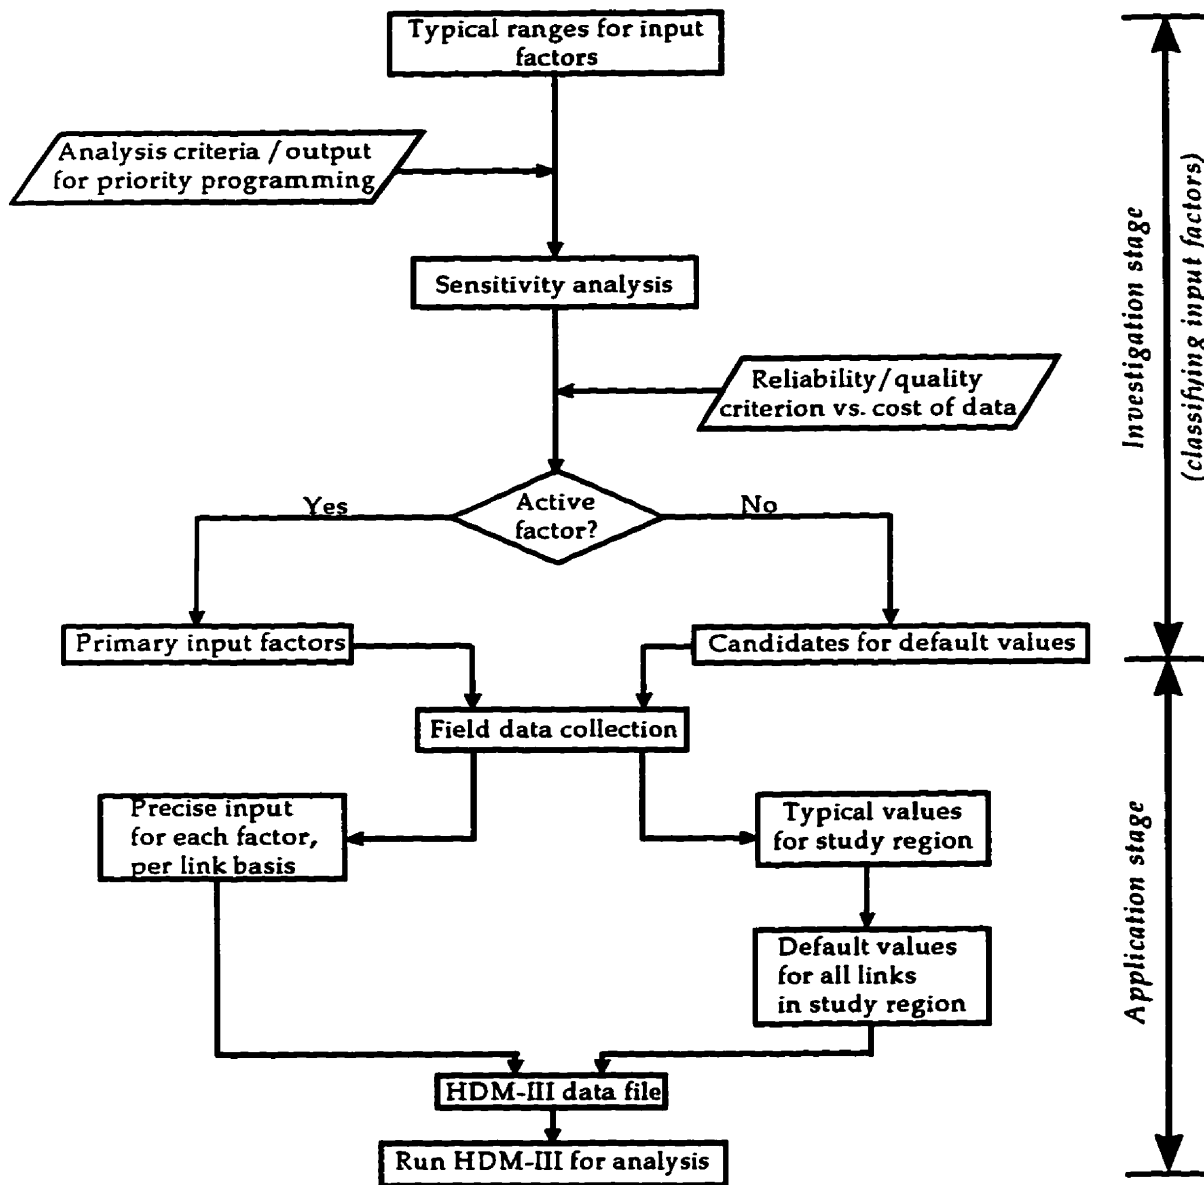 Typical ranges for input
factors
Analysis criteria / output
for priority programming
Sensitivity analysis
Reliability/quality
criterion vs. cost of data
Active
factor?
Yes
No
Primary input factors
Candidates for default values
Field data collection
Precise input
for each factor,
per link basis
Typical values
for study region
Default values
for all links
in study region
HDM-III data file
Run HDM-III for analysis
Investigation stage
(classifying input factors)
Application stage